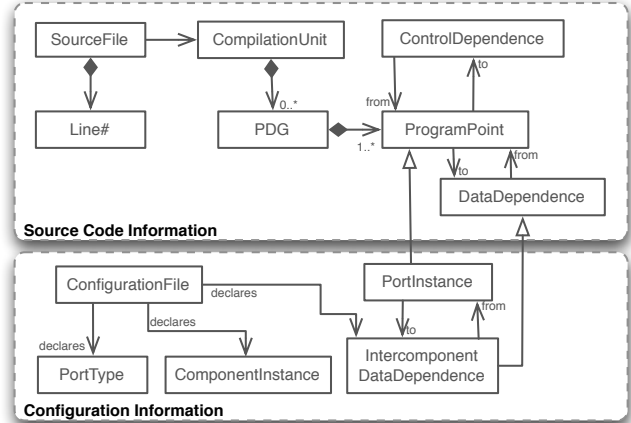 SourceFile
CompilationUnit
ControlDependence
to
from
0..*
Line#
PDG
1..*
ProgramPoint
to
from
DataDependence
Source Code Information
ConfigurationFile
declares
PortInstance
from
declares
to
declares
PortType
ComponentInstance
Intercomponent
DataDependence
Configuration Information